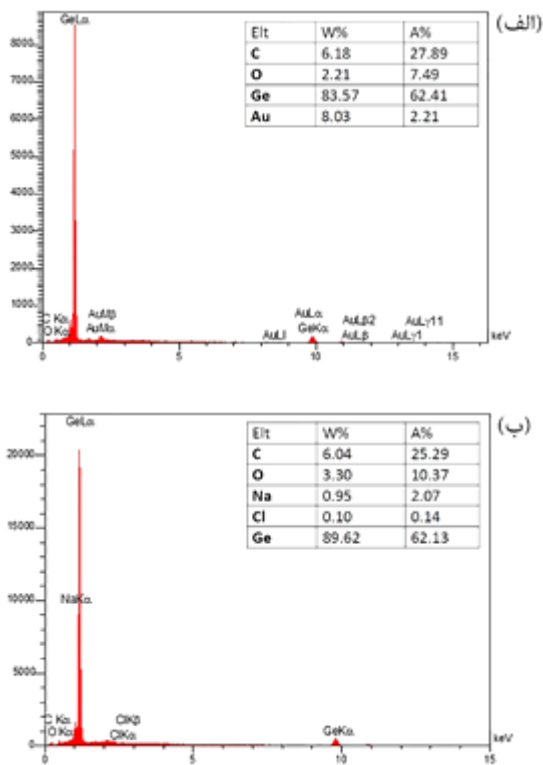 (الف)
GeLα
8000
7000
6000
5000
4000
3000
2000
1000
0
Elt W% A%
C 6.18 27.89
O 2.21 7.49
Ge 83.57 62.41
Au 8.03 2.21
C Kα
O Kα
AuMβ
AuMα
AuLl
AuLα
GeKα
AuLβ2
AuLβ
AuLγ11
AuLγ1
keV
0 5 10 15
(ب)
GeLα
20000
15000
10000
5000
Elt W% A%
C 6.04 25.29
O 3.30 10.37
Na 0.95 2.07
Cl 0.10 0.14
Ge 89.62 62.13
NaKα
C Kα
O Kα
ClKβ
ClKα
GeKα
keV
0 5 10 15